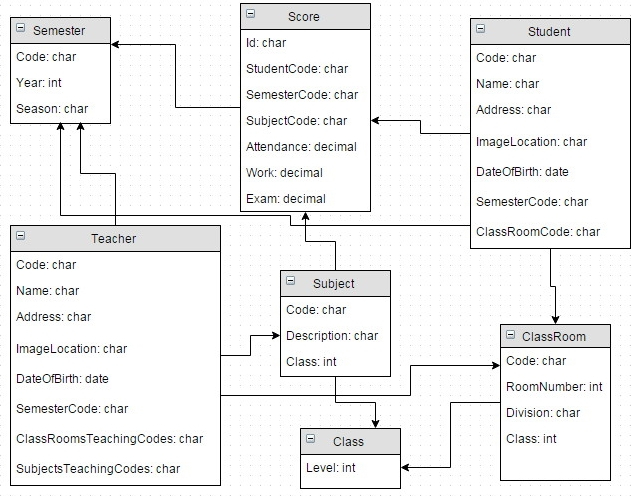 Semester
Code: char
Year: int
Season: char
Score
Id: char
StudentCode: char
SemesterCode: char
SubjectCode: char
Attendance: decimal
Work: decimal
Exam: decimal
Student
Code: char
Name: char
Address: char
ImageLocation: char
DateOfBirth: date
SemesterCode: char
ClassRoomCode: char
Teacher
Code: char
Name: char
Address: char
ImageLocation: char
DateOfBirth: date
SemesterCode: char
ClassRoomsTeachingCodes: char
SubjectsTeachingCodes: char
Subject
Code: char
Description: char
Class: int
ClassRoom
Code: char
RoomNumber: int
Division: char
Class: int
Class
Level: int